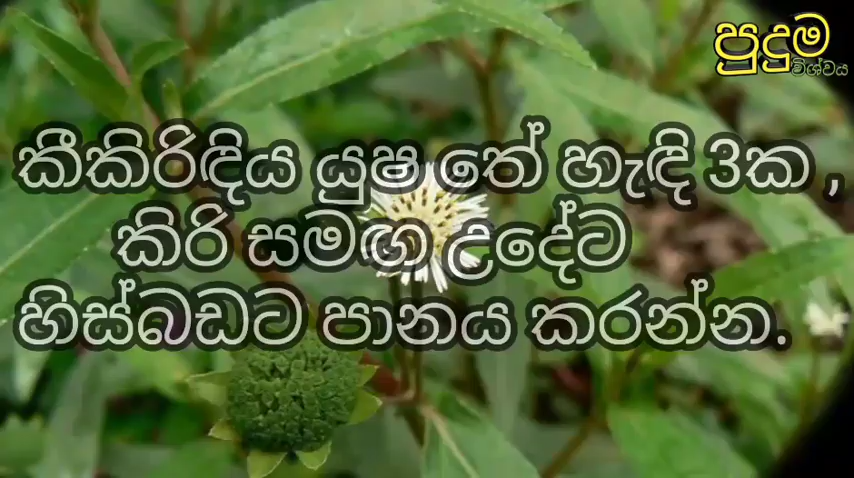 පුදුම
විශ්වය
කීකිරිඳිය යුෂ තේ හැඳි 3ක ,
කිරි සමඟ උදේට
හිස්බඩට පානය කරන්න.